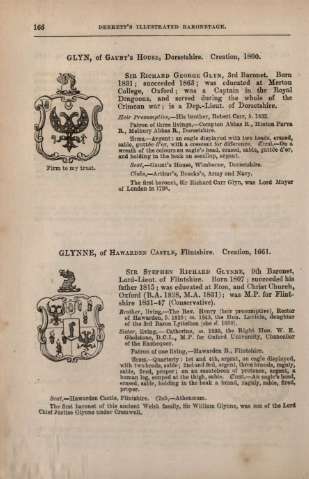 166
DEBRETT'S ILLUSTRATED BARONETAGE.
GLYN, of GAUNT'S HOUSE, Dorsetshire. Creation, 1800.
SIR RICHARD GEORGE GLYN, 3rd Baronet. Born
1831; succeeded 1863; was educated at Merton
College, Oxford; was a Captain in the Royal
Dragoons, and served during the whole of the
Crimean war; is a Dep.-Lieut. of Dorsetshire.
Heir Presumptive,—His brother, Robert Carr, b.
Patron of three livings,—Compton Abbas R., Hinton Parva
R., Melbury Abbas R., Dorsetshire.
Arms,—Argent: an eagle displayed with two heads, erased,
sable, guttée d'or, with a crescent for difference. Crest.—On a
wreath of the colours an eagle's head, erased, sable, guttée d'or,
and holding in the beak an escallop, argent.
Seat,—Gaunt's House, Wimborne, Dorsetshire.
Clubs,—Arthur's, Brooks's, Army and Navy.
The first baronet, Sir Richard Carr Glyn, was Lord Mayor
of London in
Firm to my trust.
GLYNNE, of HAWARDEN CASTLE, Flintshire. Creation, 1661.
SIR STEPHEN RICHARD GLYNNE, 9th Baronet,
Lord-Lieut. of Flintshire. Born 1807; succeeded his
father 1815; was educated at Eton, and Christ Church,
Oxford (B.A. 1828, M.A. 1831); was M.P. for Flint-
shire 1831-47 (Conservative).
Brother, living,—The Rev. Henry (heir presumptive), Rector
of Hawarden, b. 1810; m. 1843, the Hon. Lavinia, daughter
of the 3rd Baron Lyttelton (she d. 1850).
Sister, living,—Catherine, m. 1839, the Right Hon. W. E.
Gladstone, D.C.L., M.P. for Oxford University, Chancellor
of the Exchequer.
Patron of one living,—Hawarden R., Flintshire.
Arms,—Quarterly: 1st and 4th, argent, an eagle displayed,
with two heads, sable; 2nd and 3rd, argent, three brands, raguly,
sable, fired, proper; on an escutcheon of pretence, argent, a
human leg, couped at the thigh, sable. Crest,—An eagle's head,
erased, sable, holding in the beak a brand, raguly, sable, fired,
proper.
Seat,—Hawarden Castle, Flintshire. Club,—Athenæum.
The first baronet of this ancient Welsh family, Sir William Glynne, was son of the Lord
Chief Justice Glynne under Cromwell.